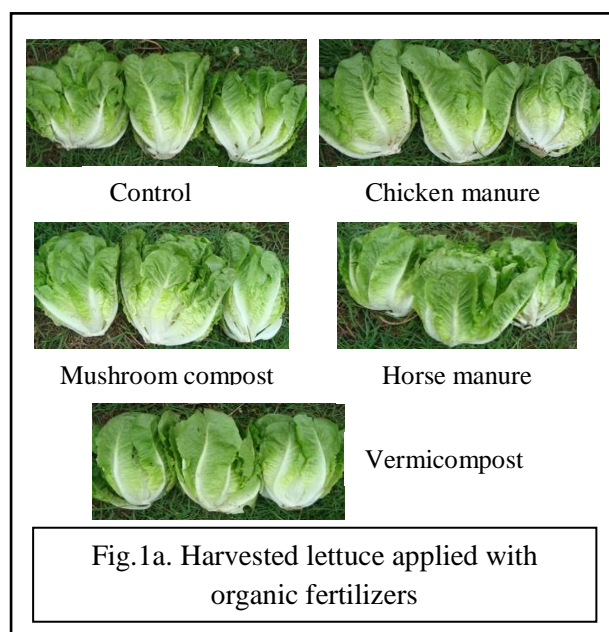 Control
Chicken manure
Mushroom compost
Horse manure
Vermicompost
Fig.1a. Harvested lettuce applied with
organic fertilizers